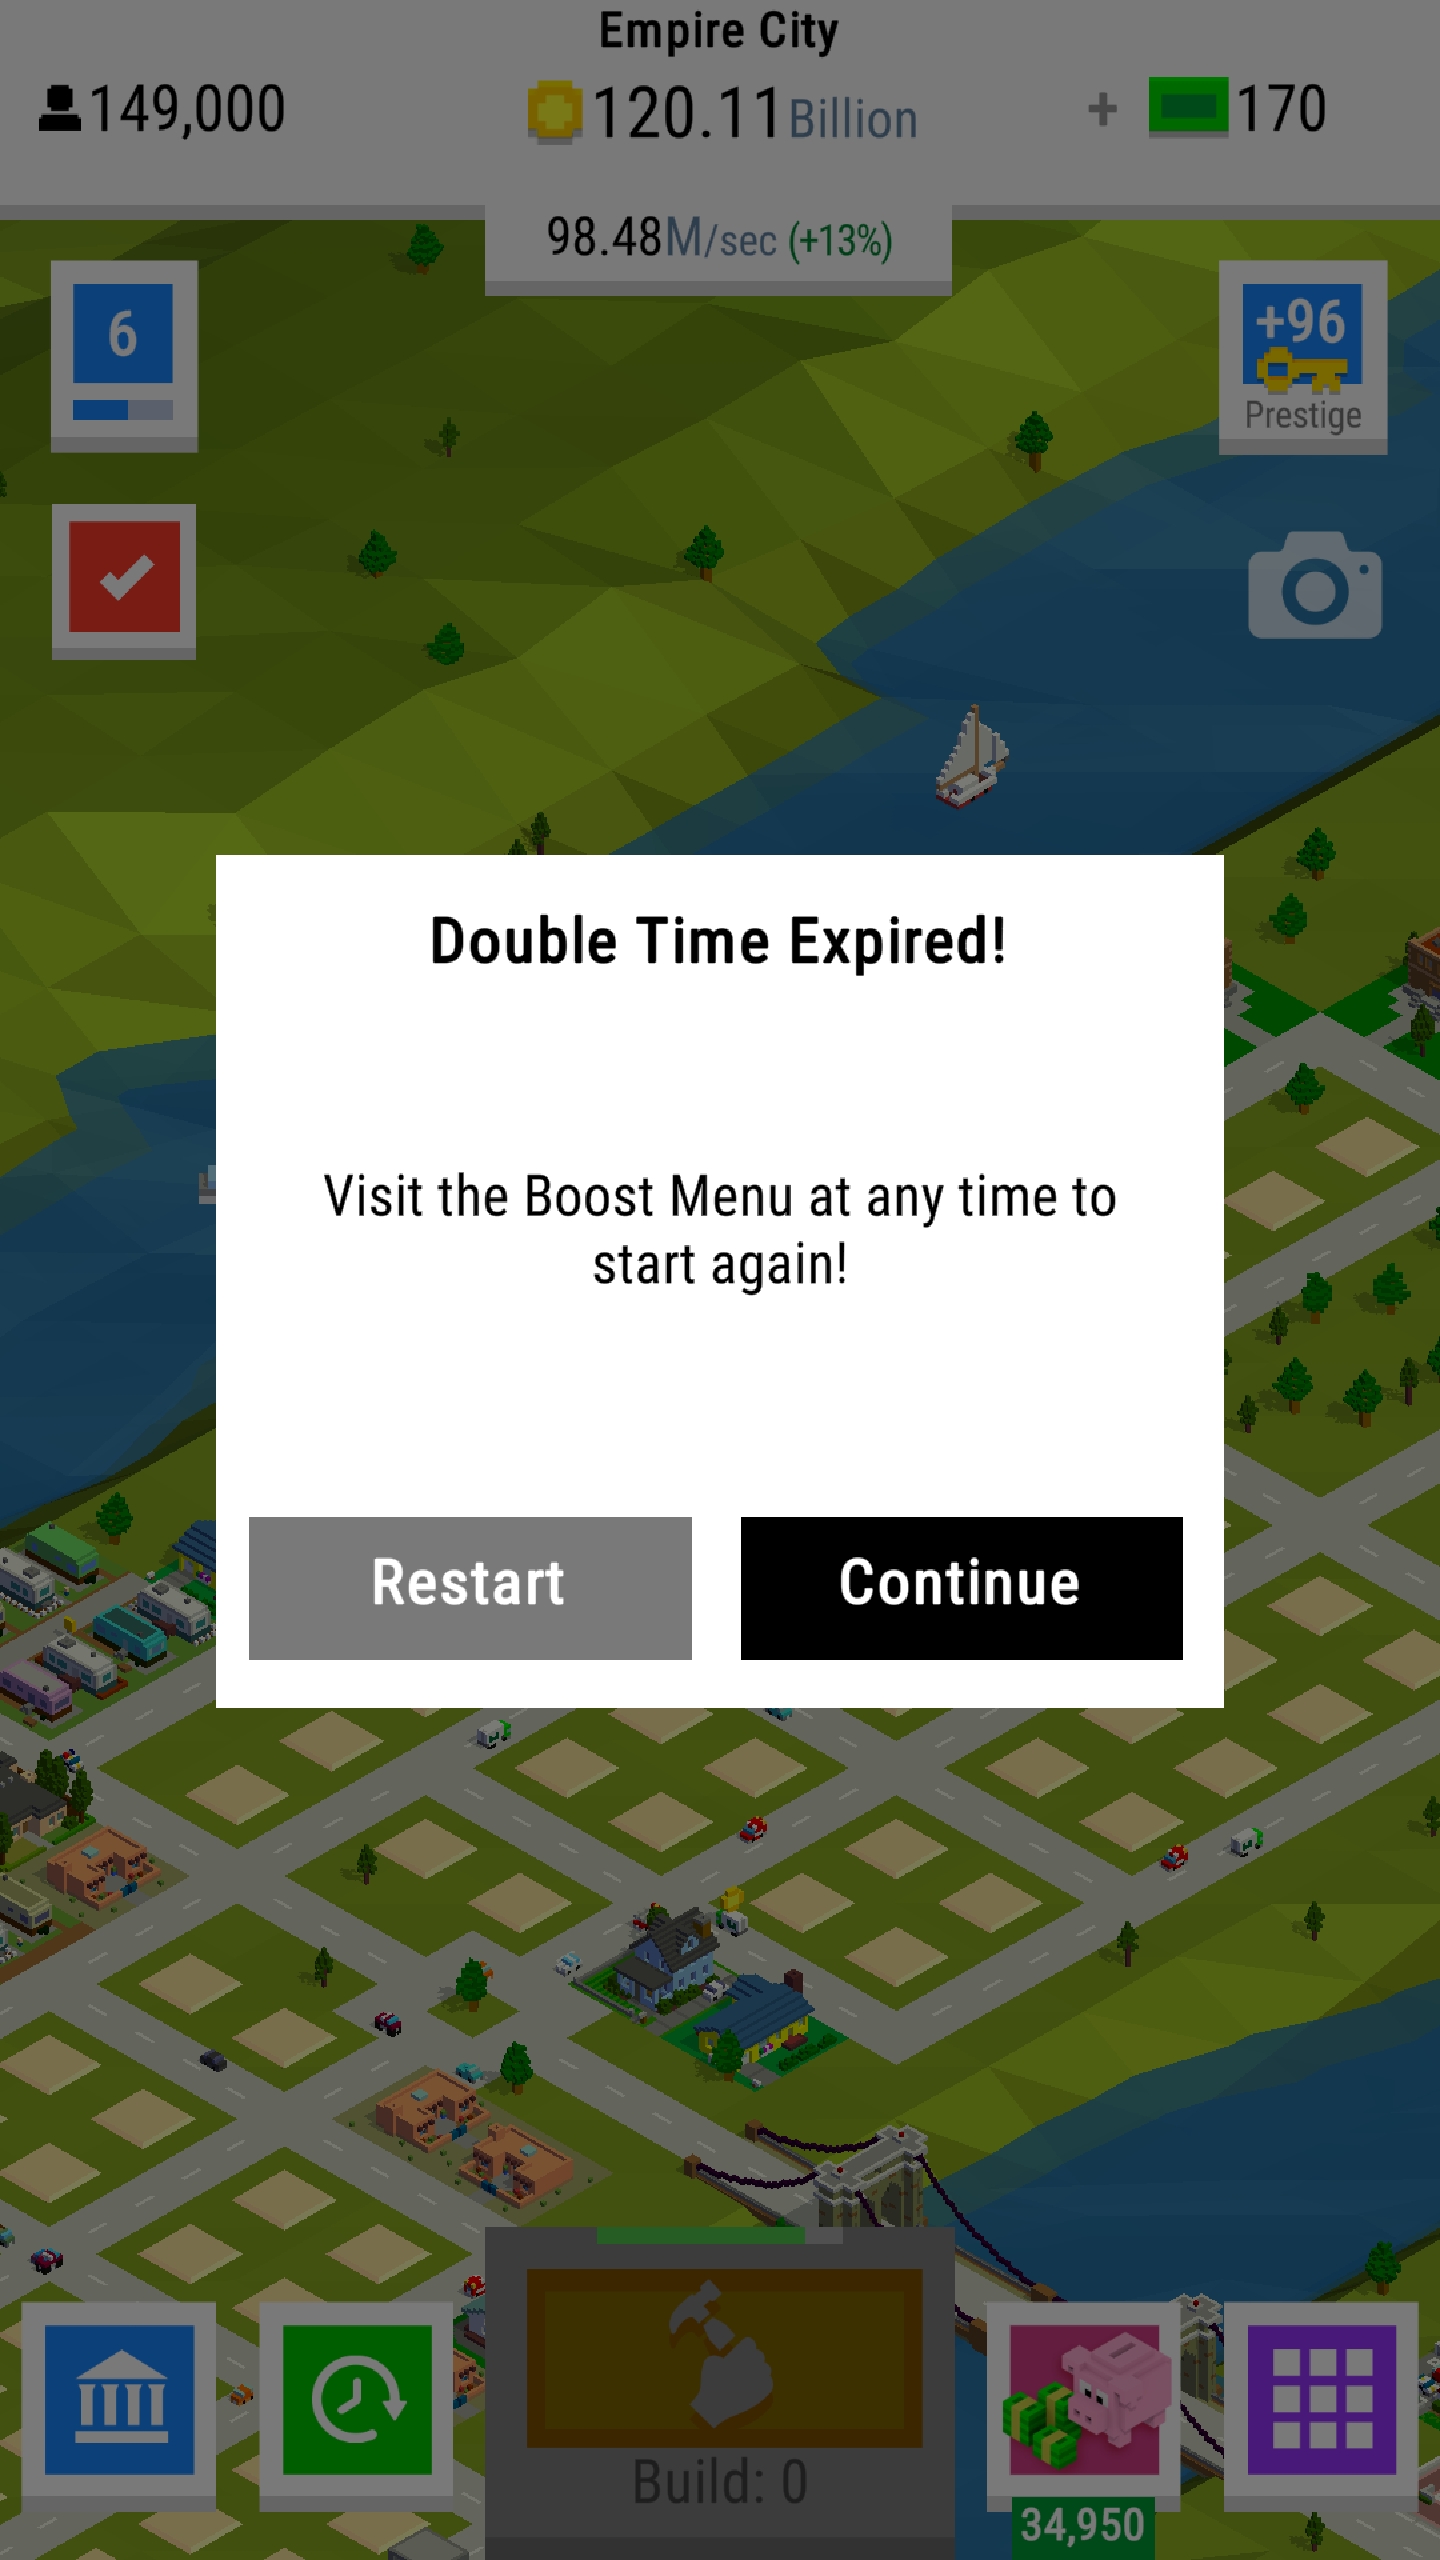 Empire City
149,000
120.11 Billion
+ 170
98.48M/sec (+13%)
6
+96
Prestige
Double Time Expired!
Visit the Boost Menu at any time to
start again!
Restart
Continue
Build: 0
34,950